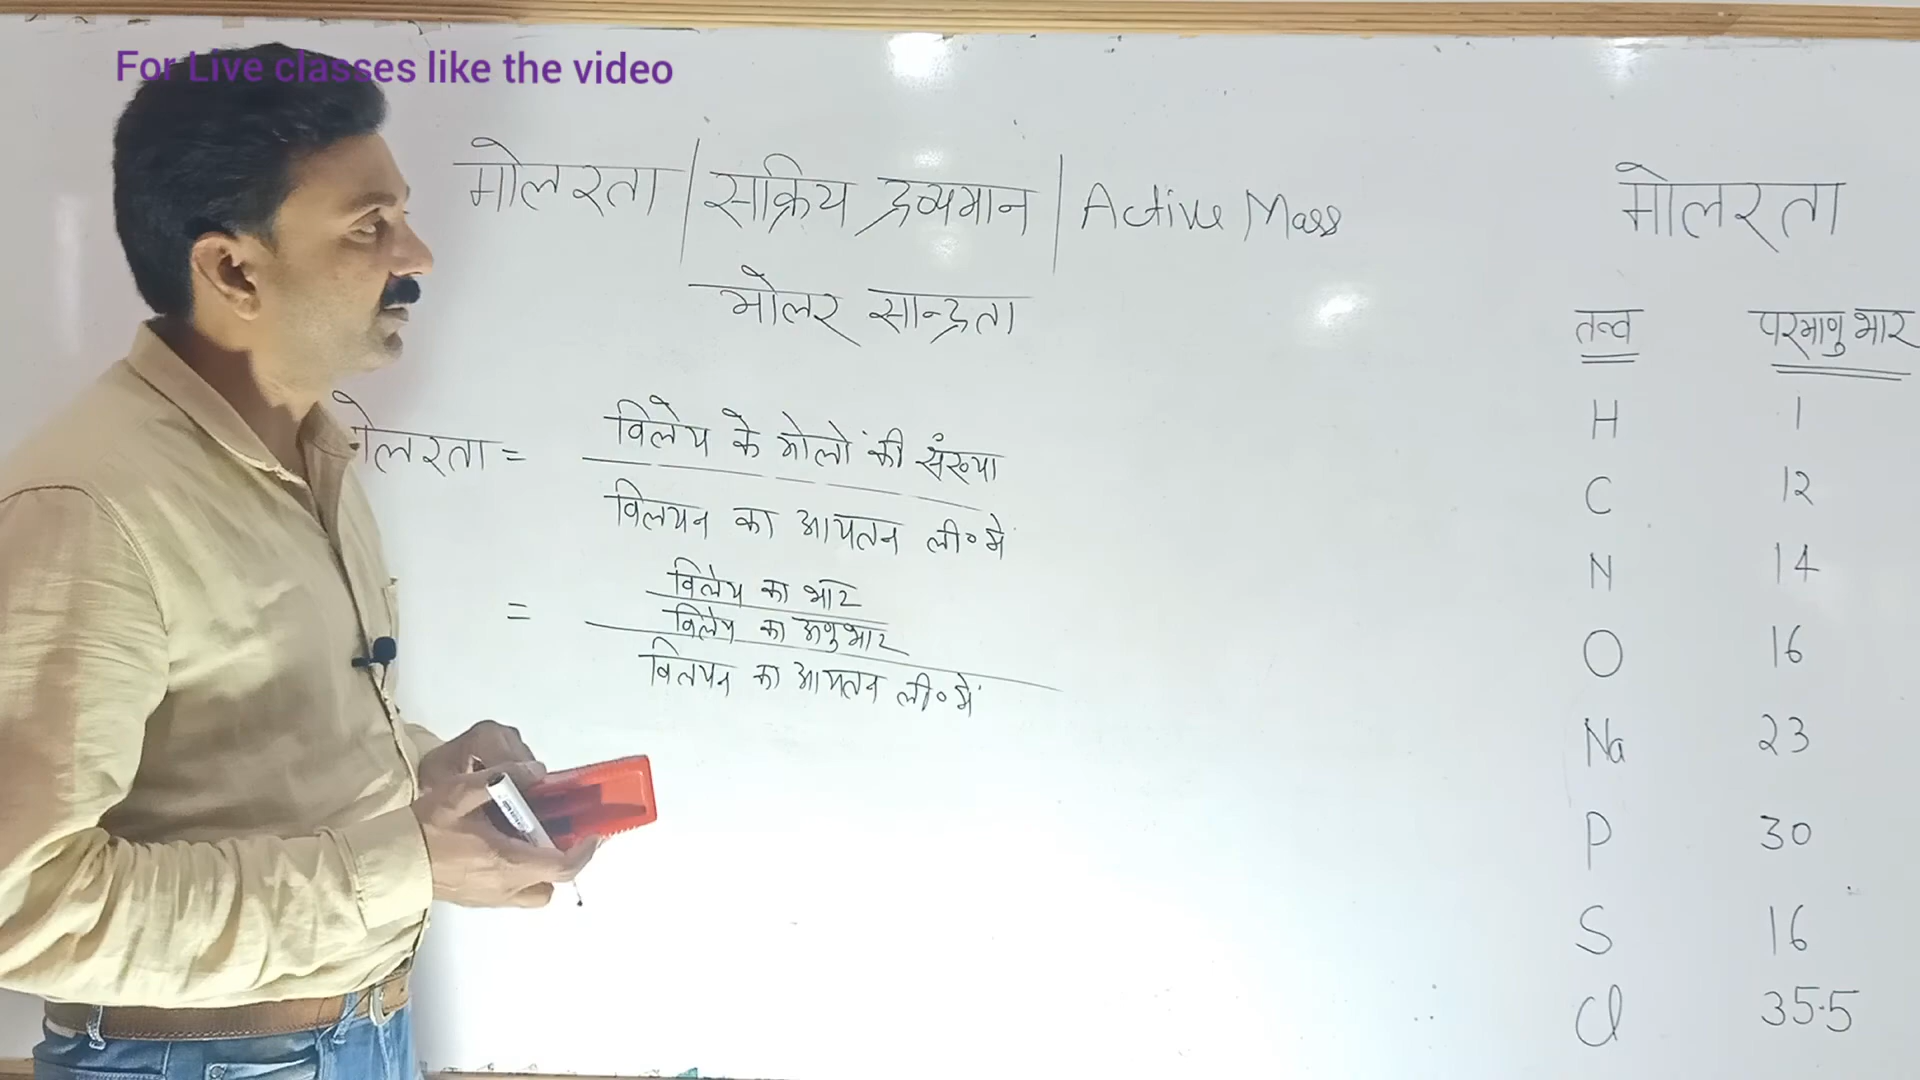 For Live classes like the video
मोलरता | सक्रिय द्रव्यमान | Active Mass
मोलर सान्द्रता
मोलरता =
विलेय के मोलों की संख्या
विलयन का आयतन ली॰ में
=
विलेय का भार
विलेय का अणुभार
विलयन का आयतन ली॰ में
मोलरता
तत्व परमाणु भार
H 1
C 12
N 14
O 16
Na 23
P 30
S 16
Cl 35.5